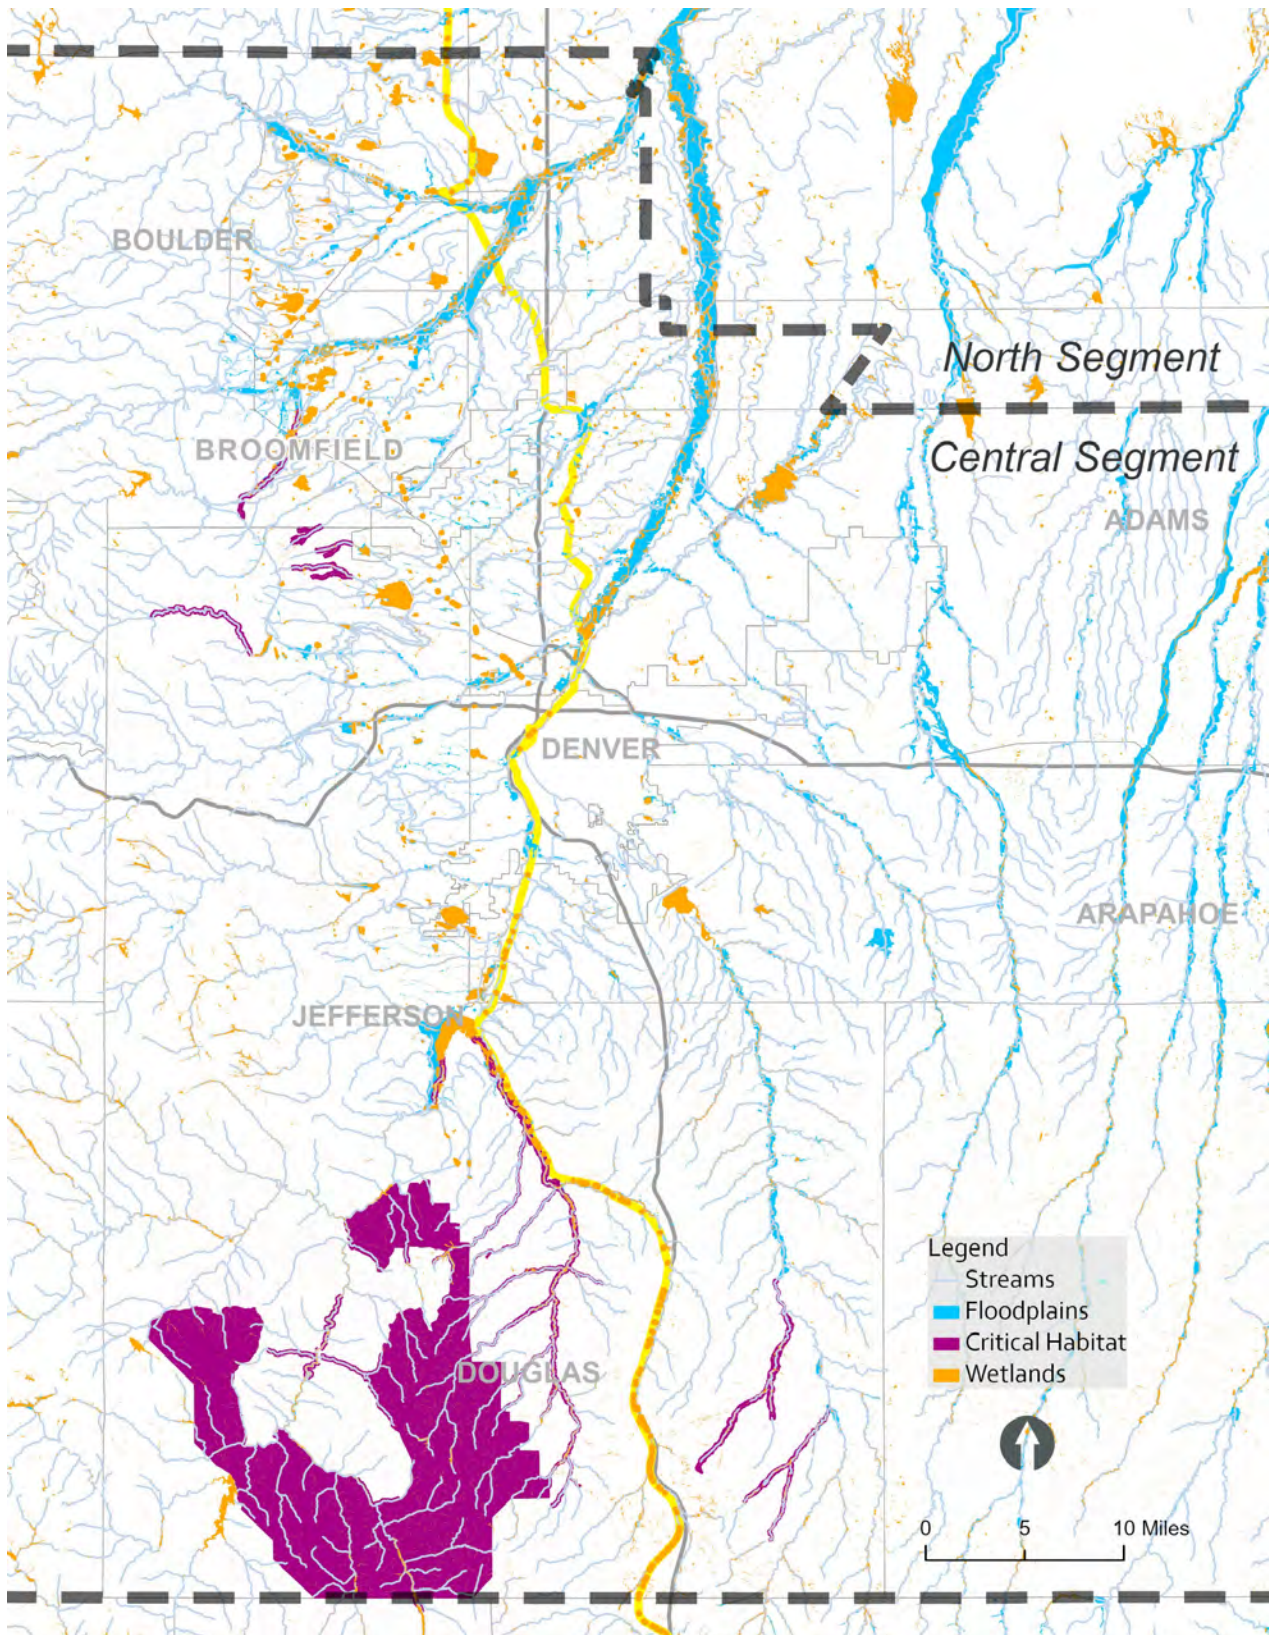 BOULDER
North Segment
BROOMFIELD
Central Segment
ADAMS
DENVER
ARAPAHOE
JEFFERSON
Legend
Streams
Floodplains
Critical Habitat
Wetlands
DOUGLAS
0 5 10 Miles